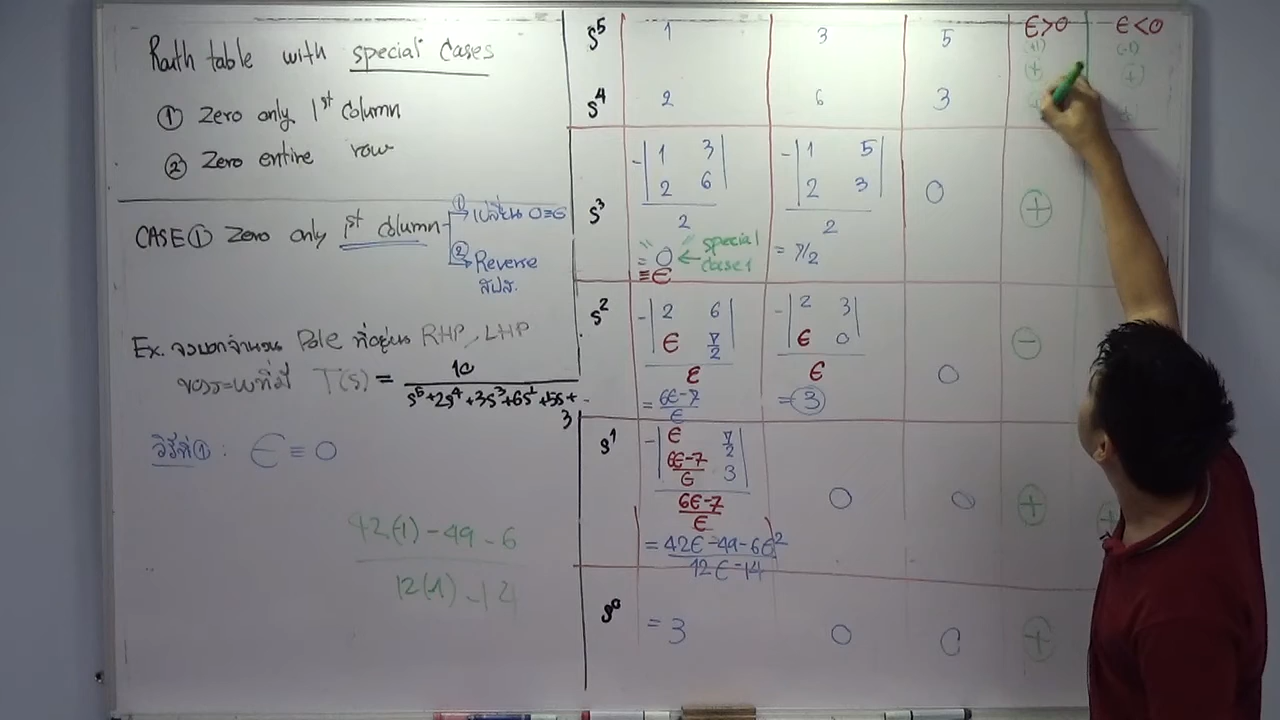 Routh table with special cases
① Zero only 1st Column
② Zero entire row
CASE① Zero only 1st Column
① เปลี่ยน 0≡ϵ
② Reverse
สปส.
Ex. จงบอกจำนวน Pole ที่อยู่บน RHP, LHP
ของระบบที่มี T(s) = 10 / s⁵+2s⁴+3s³+6s²+5s+3
วิธีที่① : ϵ ≡ 0
42(1) - 49 - 6
12(1) - 14
S⁵ 1 3 5 ϵ>0 ϵ<0
(+1) (-1)
+ +
S⁴ 2 6 3
S³ -|1 3| -|1 5| 0 +
|2 6| |2 3|
2 2
= 0 ← special case 1 = 7/2
≡ϵ
S² -|2 6| -|2 3| 0 −
|ϵ 7/2| |ϵ 0|
ϵ ϵ
= 6ϵ-7 / ϵ = 3
S¹ -|ϵ 7/2| 0 0 + +
|6ϵ-7/ϵ 3|
6ϵ-7 / ϵ
= 42ϵ-49-6ϵ² / 12ϵ-14
S⁰ = 3 0 0 +